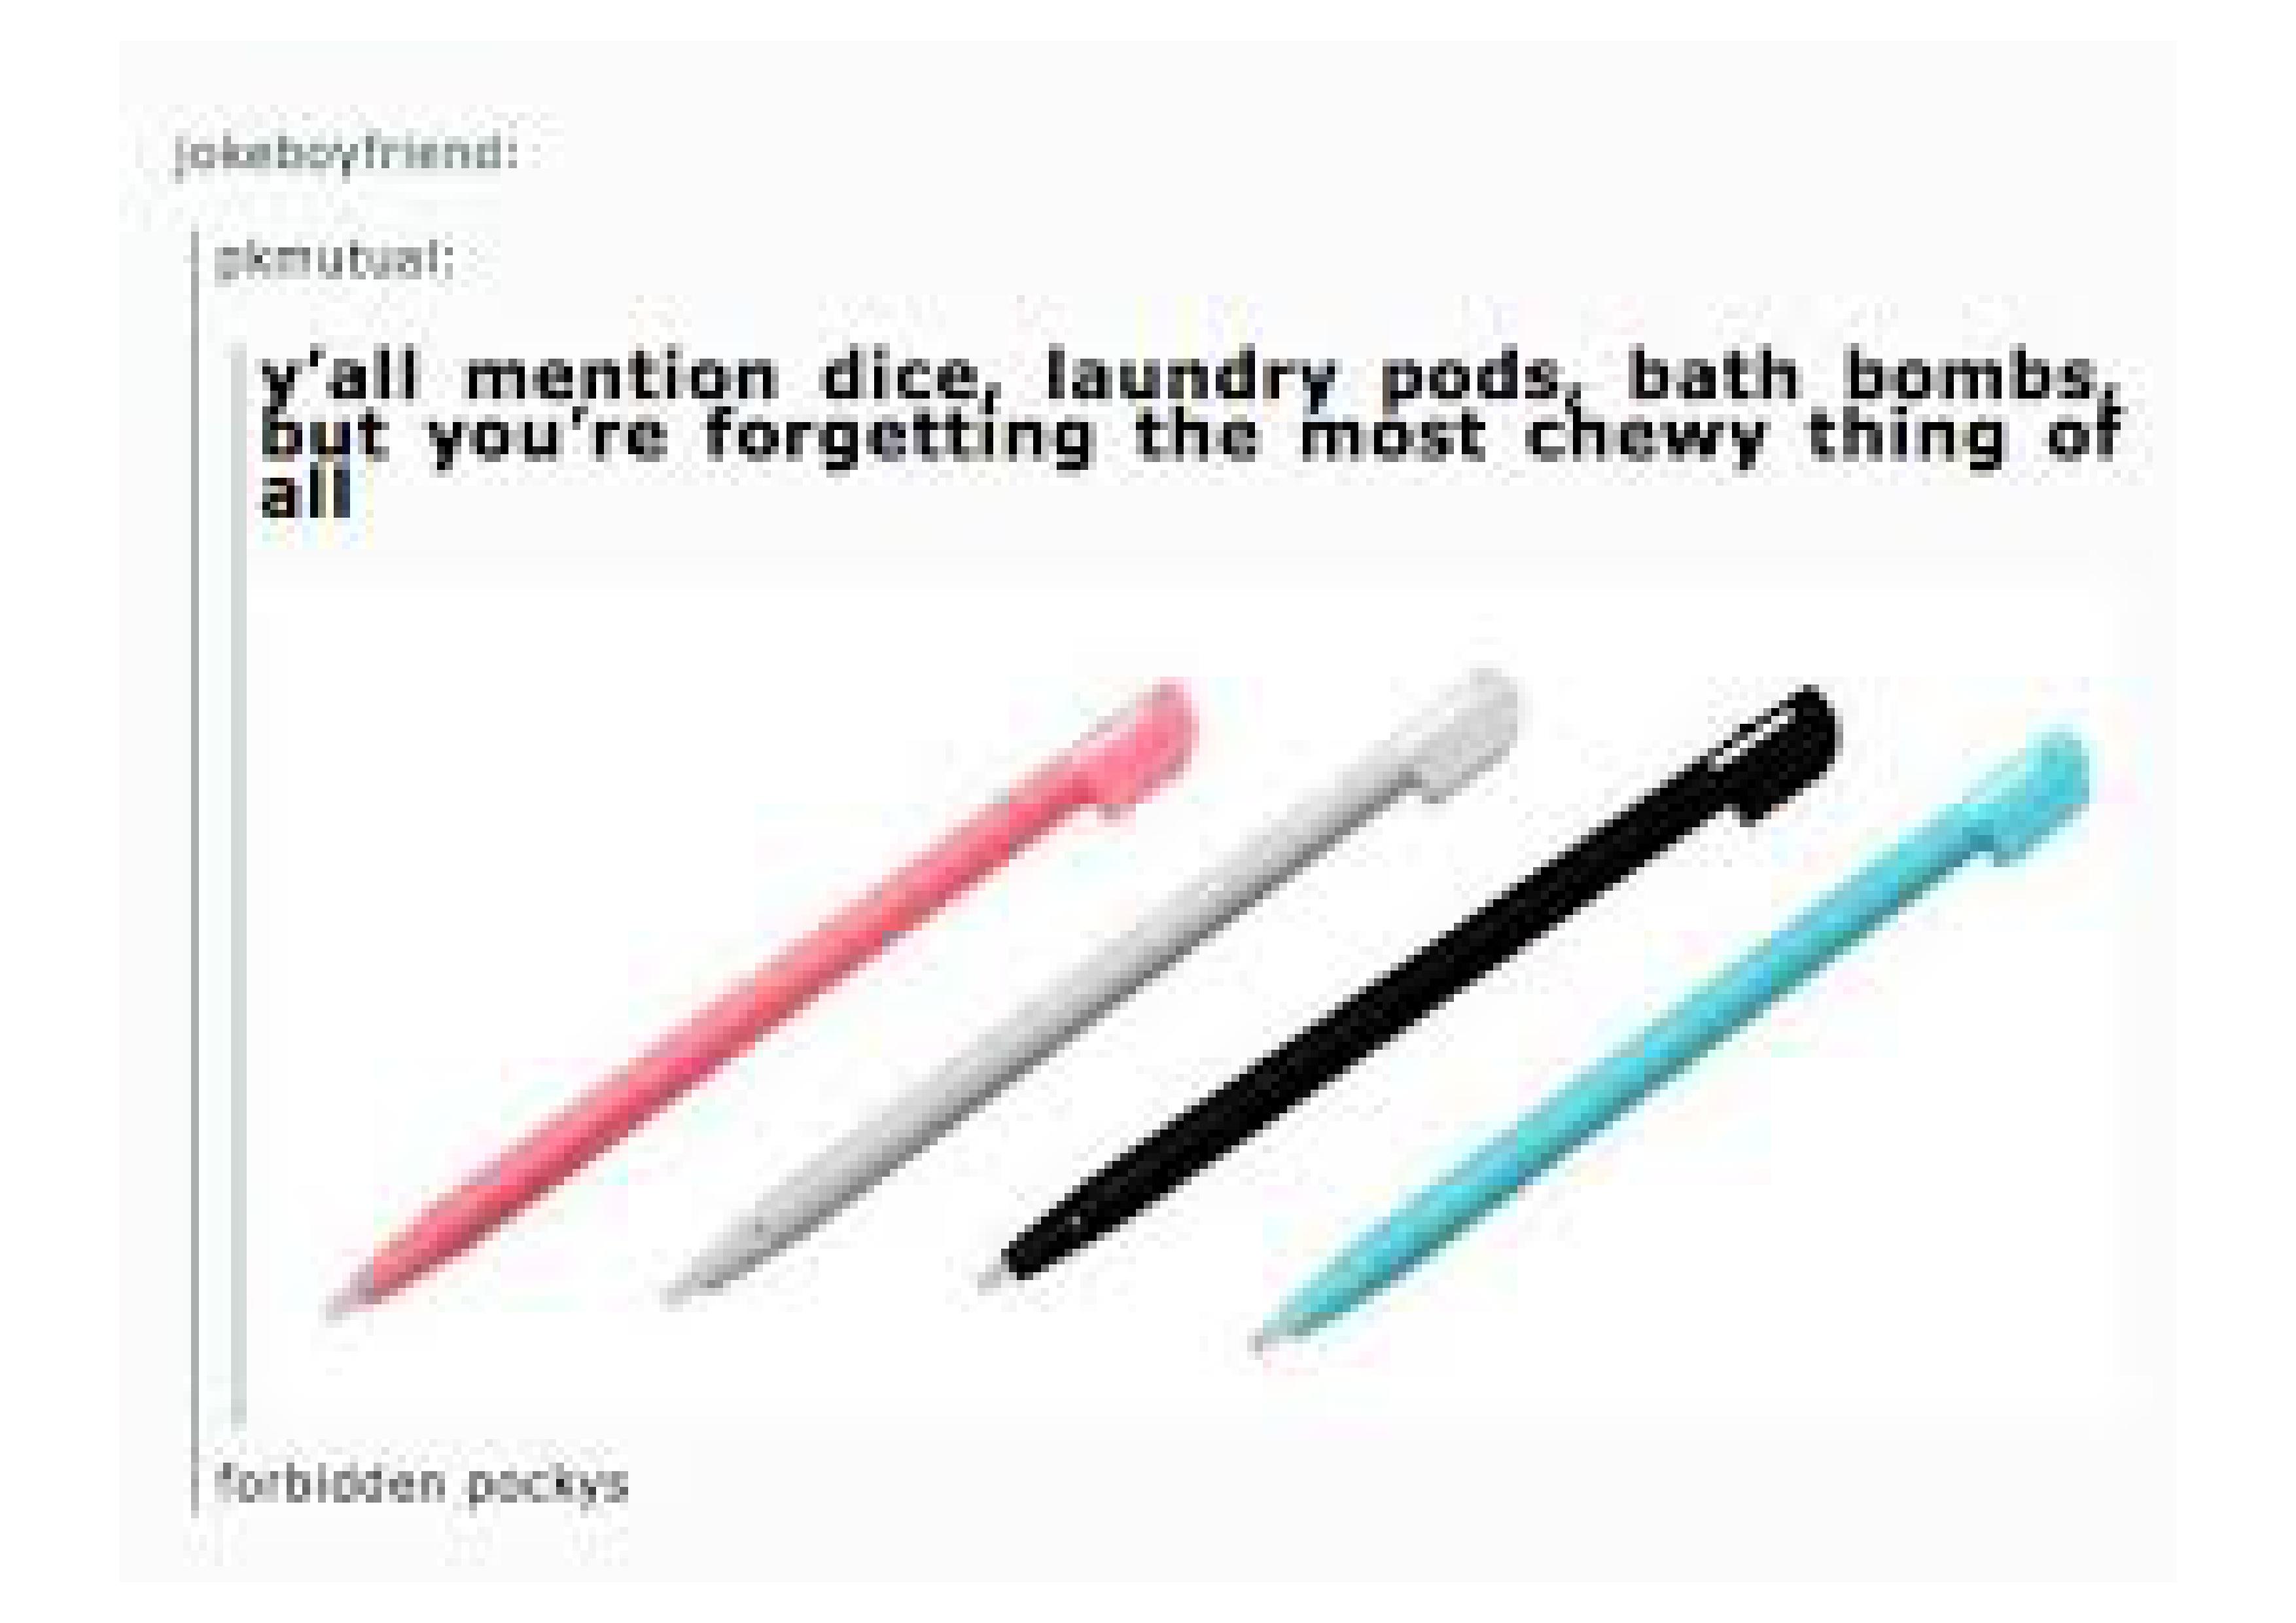 jokeboyfriend:
pkmutual:
y'all mention dice, laundry pods, bath bombs,
but you're forgetting the most chewy thing of
all
forbidden pockys